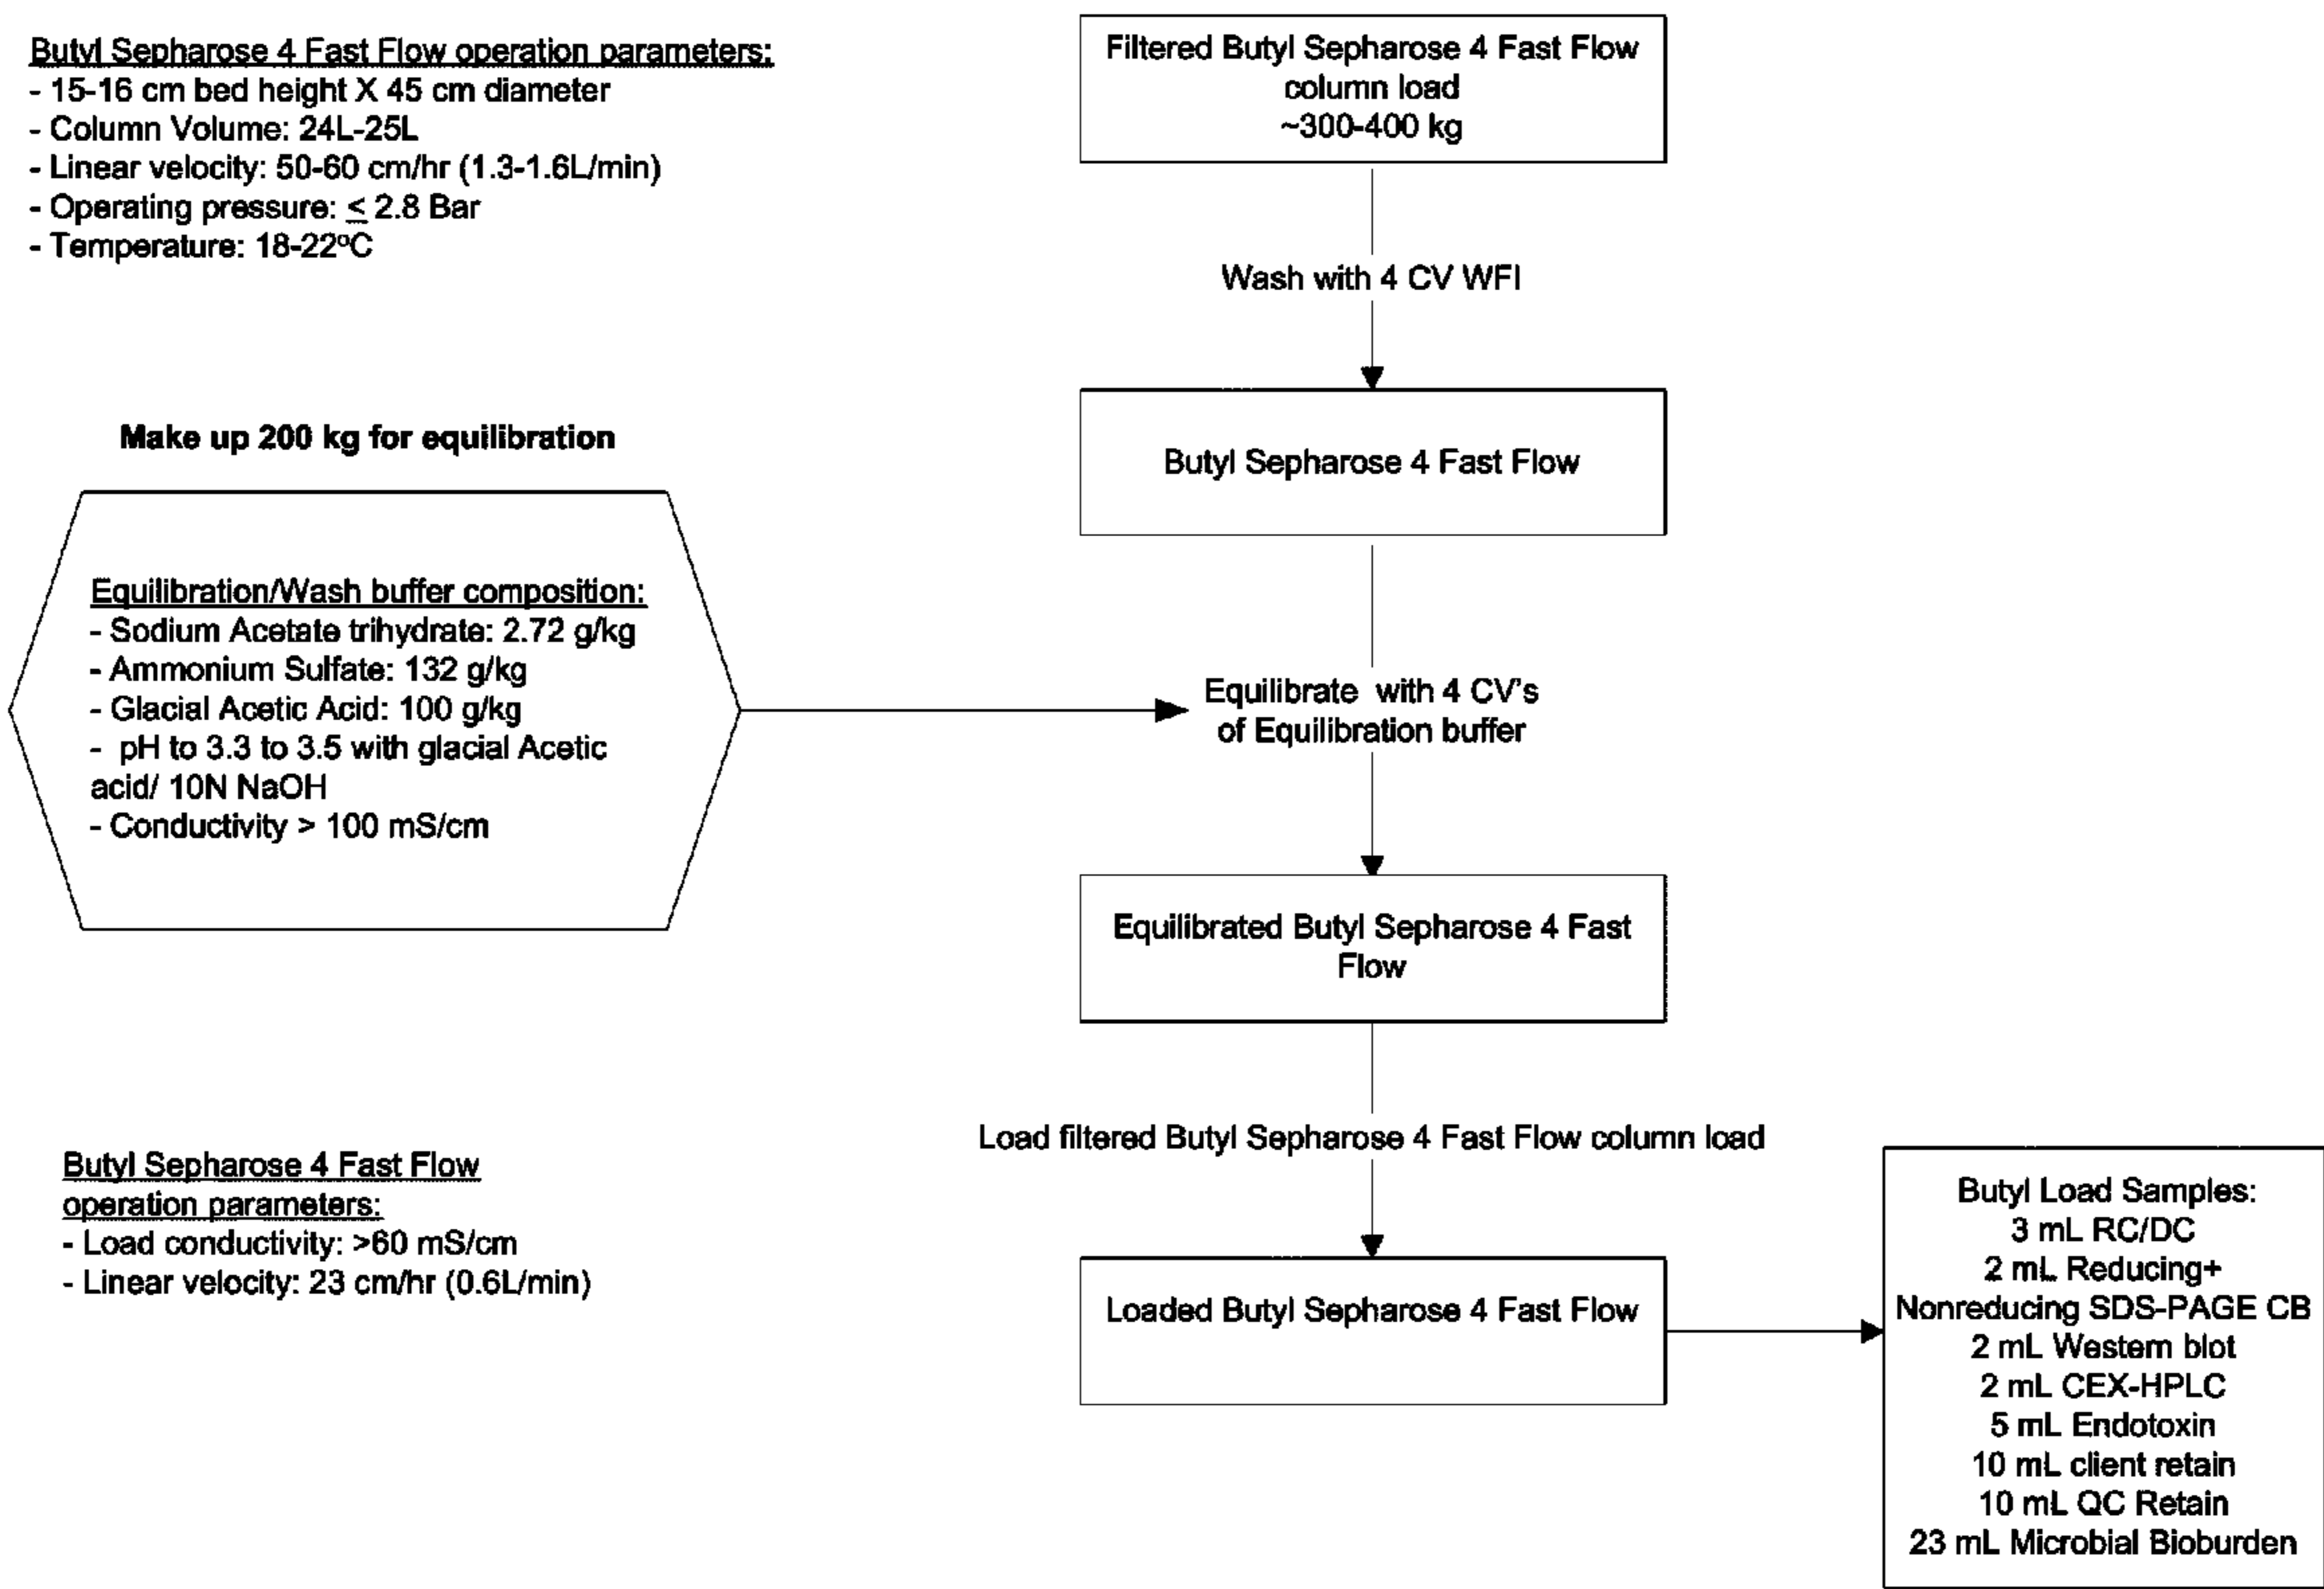 Butyl Sepharose 4 Fast Flow operation parameters:
- 15-16 cm bed height X 45 cm diameter
- Column Volume: 24L-25L
- Linear velocity: 50-60 cm/hr (1.3-1.6L/min)
- Operating pressure: ≤ 2.8 Bar
- Temperature: 18-22ºC
Filtered Butyl Sepharose 4 Fast Flow
column load
~300-400 kg
Wash with 4 CV WFI
Butyl Sepharose 4 Fast Flow
Make up 200 kg for equilibration
Equilibration/Wash buffer composition:
- Sodium Acetate trihydrate: 2.72 g/kg
- Ammonium Sulfate: 132 g/kg
- Glacial Acetic Acid: 100 g/kg
- pH to 3.3 to 3.5 with glacial Acetic
acid/ 10N NaOH
- Conductivity > 100 mS/cm
Equilibrate with 4 CV's
of Equilibration buffer
Equilibrated Butyl Sepharose 4 Fast
Flow
Load filtered Butyl Sepharose 4 Fast Flow column load
Butyl Sepharose 4 Fast Flow
operation parameters:
- Load conductivity: >60 mS/cm
- Linear velocity: 23 cm/hr (0.6L/min)
Loaded Butyl Sepharose 4 Fast Flow
Butyl Load Samples:
3 mL RC/DC
2 mL Reducing+
Nonreducing SDS-PAGE CB
2 mL Western blot
2 mL CEX-HPLC
5 mL Endotoxin
10 mL client retain
10 mL QC Retain
23 mL Microbial Bioburden